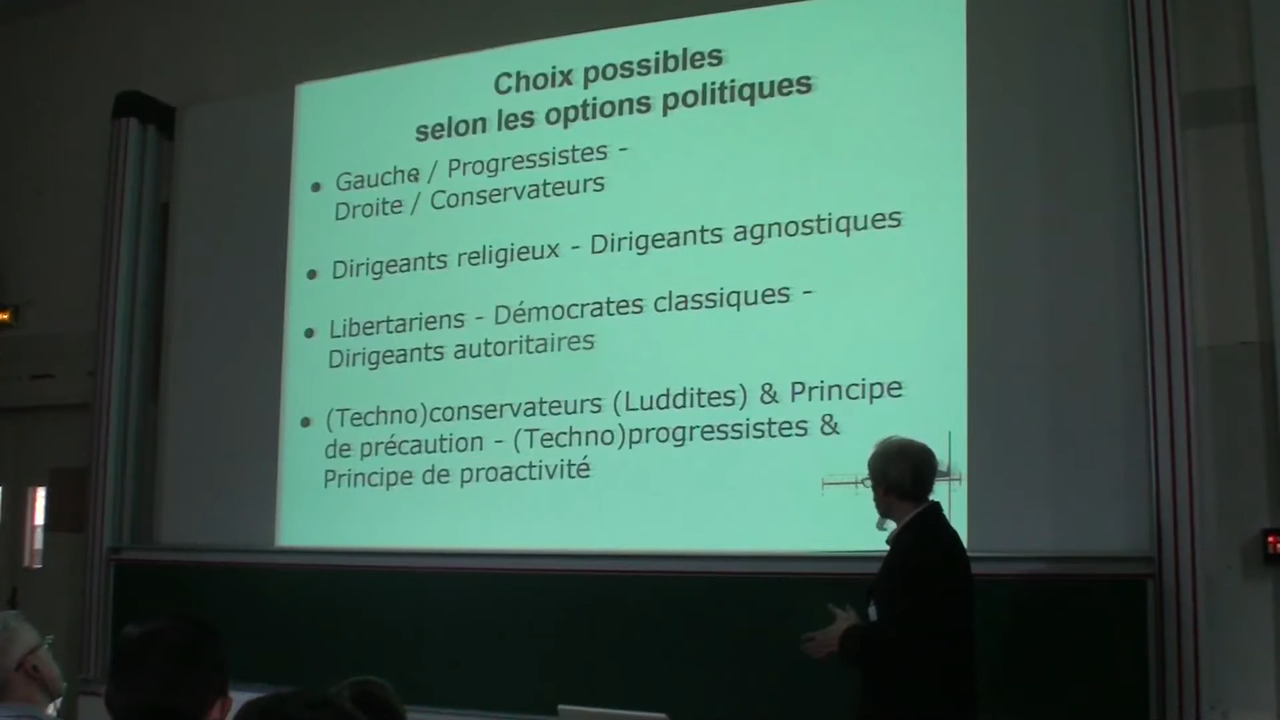 Choix possibles
selon les options politiques
• Gauche / Progressistes -
Droite / Conservateurs
• Dirigeants religieux - Dirigeants agnostiques
• Libertariens - Démocrates classiques -
Dirigeants autoritaires
• (Techno)conservateurs (Luddites) & Principe
de précaution - (Techno)progressistes &
Principe de proactivité